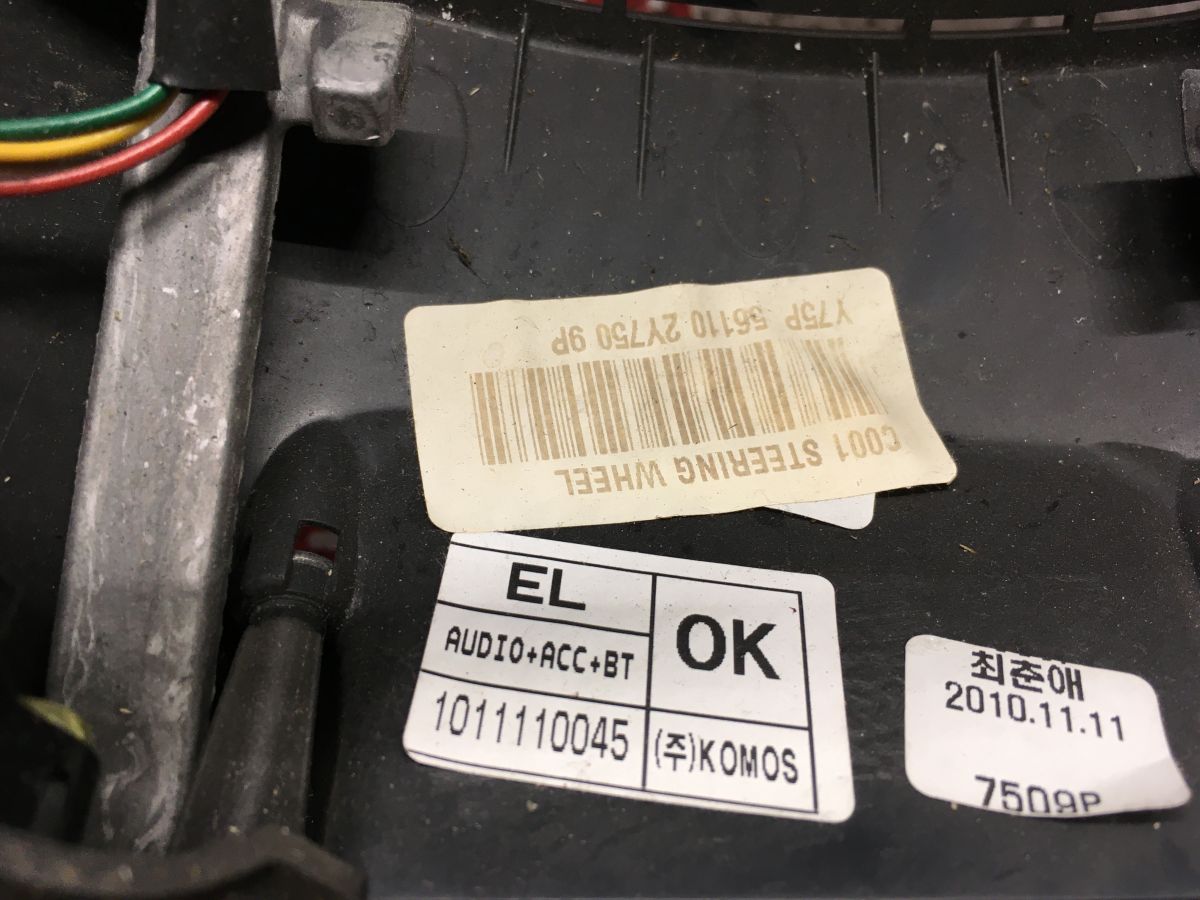 C001 STEERING WHEEL
Y75P 56110 2Y750 9P
EL
OK
AUDIO+ACC+BT
1011110045
(주)KOMOS
최준애
2010.11.11
7509P